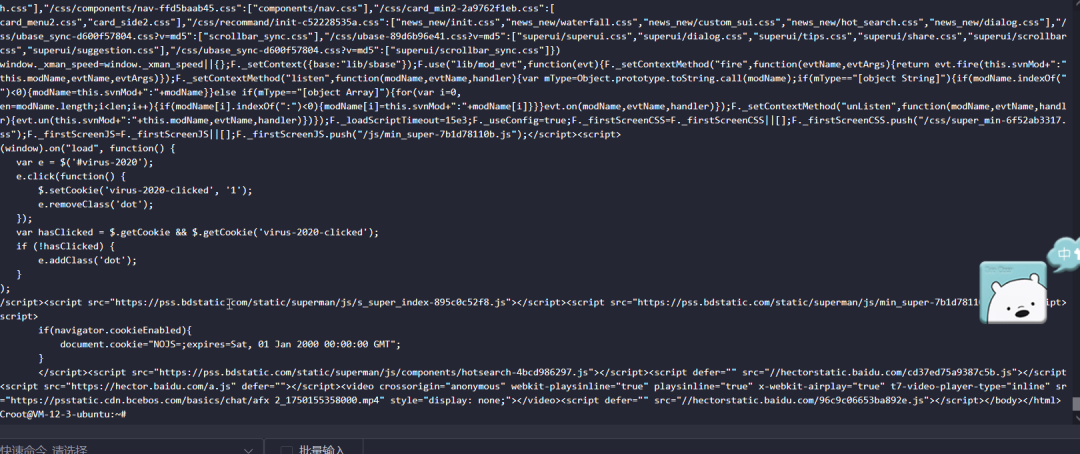 h.css"],"/css/components/nav-ffd5baab45.css":["components/nav.css"],"/css/card_min2-2a9762f1eb.css":[
card_menu2.css","card_side2.css"],"/css/recommand/init-c52228535a.css":["news_new/init.css","news_new/waterfall.css","news_new/custom_sui.css","news_new/hot_search.css","news_new/dialog.css"],"/
ss/ubase_sync-d600f57804.css?v=md5":["scrollbar_sync.css"],"/css/ubase-89d6b96e41.css?v=md5":["superui/superui.css","superui/dialog.css","superui/tips.css","superui/share.css","superui/scrollbar
css","superui/suggestion.css"],"/css/ubase_sync-d600f57804.css?v=md5":["superui/scrollbar_sync.css"]})
window._xman_speed=window._xman_speed||{};F._setContext({base:"lib/sbase"});F.use("lib/mod_evt",function(evt){F._setContextMethod("fire",function(evtName,evtArgs){return evt.fire(this.svnMod+":"
this.modName,evtName,evtArgs)});F._setContextMethod("listen",function(modName,evtName,handler){var mType=Object.prototype.toString.call(modName);if(mType=="[object String]"){if(modName.indexOf("
")<0){modName=this.svnMod+":"+modName}}else if(mType=="[object Array]"){for(var i=0,
en=modName.length;i<len;i++){if(modName[i].indexOf(":")<0){modName[i]=this.svnMod+":"+modName[i]}}}evt.on(modName,evtName,handler)});F._setContextMethod("unListen",function(modName,evtName,handl
r){evt.un(this.svnMod+":"+this.modName,evtName,handler)})});F._loadScriptTimeout=15e3;F._useConfig=true;F._firstScreenCSS=F._firstScreenCSS||[];F._firstScreenCSS.push("/css/super_min-6f52ab3317.
ss");F._firstScreenJS=F._firstScreenJS||[];F._firstScreenJS.push("/js/min_super-7b1d78110b.js");</script><script>
(window).on("load", function() {
var e = $('#virus-2020');
e.click(function() {
$.setCookie('virus-2020-clicked', '1');
e.removeClass('dot');
});
var hasClicked = $.getCookie && $.getCookie('virus-2020-clicked');
if (!hasClicked) {
e.addClass('dot');
}
);
/script><script src="https://pss.bdstatic.com/static/superman/js/s_super_index-895c0c52f8.js"></script><script src="https://pss.bdstatic.com/static/superman/js/min_super-7b1d7811 ipt>
script>
if(navigator.cookieEnabled){
document.cookie="NOJS=;expires=Sat, 01 Jan 2000 00:00:00 GMT";
}
</script><script src="https://pss.bdstatic.com/static/superman/js/components/hotsearch-4bcd986297.js"></script><script defer="" src="//hectorstatic.baidu.com/cd37ed75a9387c5b.js"></script>
<script src="https://hector.baidu.com/a.js" defer=""></script><video crossorigin="anonymous" webkit-playsinline="true" playsinline="true" x-webkit-airplay="true" t7-video-player-type="inline" sr
="https://psstatic.cdn.bcebos.com/basics/chat/afx 2_1750155358000.mp4" style="display: none;"></video><script defer="" src="//hectorstatic.baidu.com/96c9c06653ba892e.js"></script></body></html>
Croot@VM-12-3-ubuntu:~#
中
快速命令,请选择
批量输入